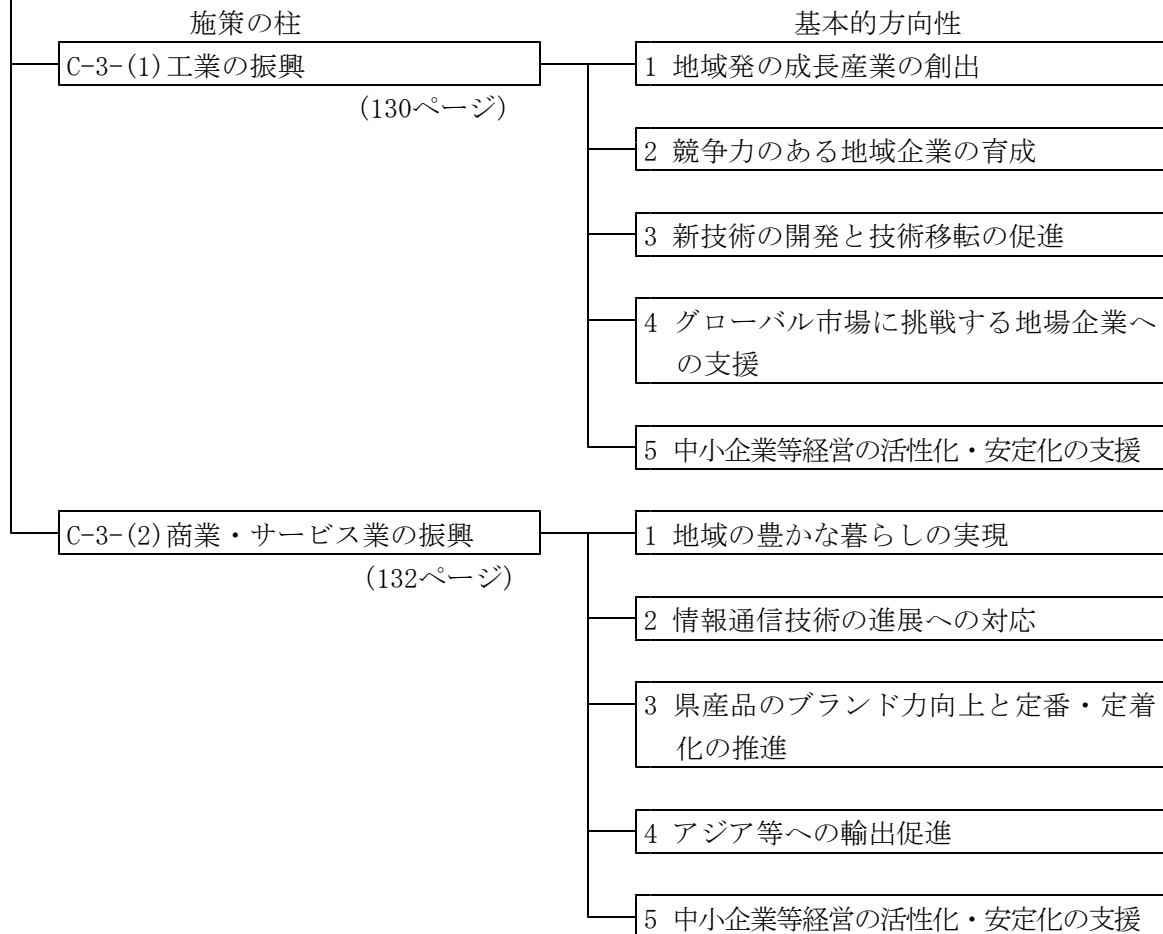 施策の柱
基本的方向性
C-3-(1)工業の振興
(130ページ)
1 地域発の成長産業の創出
2 競争力のある地域企業の育成
3 新技術の開発と技術移転の促進
4 グローバル市場に挑戦する地場企業へ
の支援
5 中小企業等経営の活性化・安定化の支援
C-3-(2)商業・サービス業の振興
(132ページ)
1 地域の豊かな暮らしの実現
2 情報通信技術の進展への対応
3 県産品のブランド力向上と定番・定着
化の推進
4 アジア等への輸出促進
5 中小企業等経営の活性化・安定化の支援